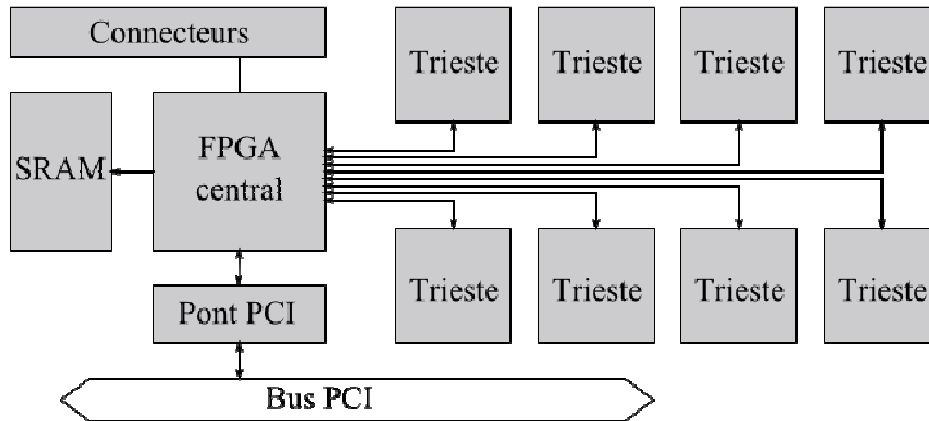 Connecteurs
Trieste Trieste Trieste Trieste
SRAM
FPGA
central
Trieste Trieste Trieste Trieste
Pont PCI
Bus PCI